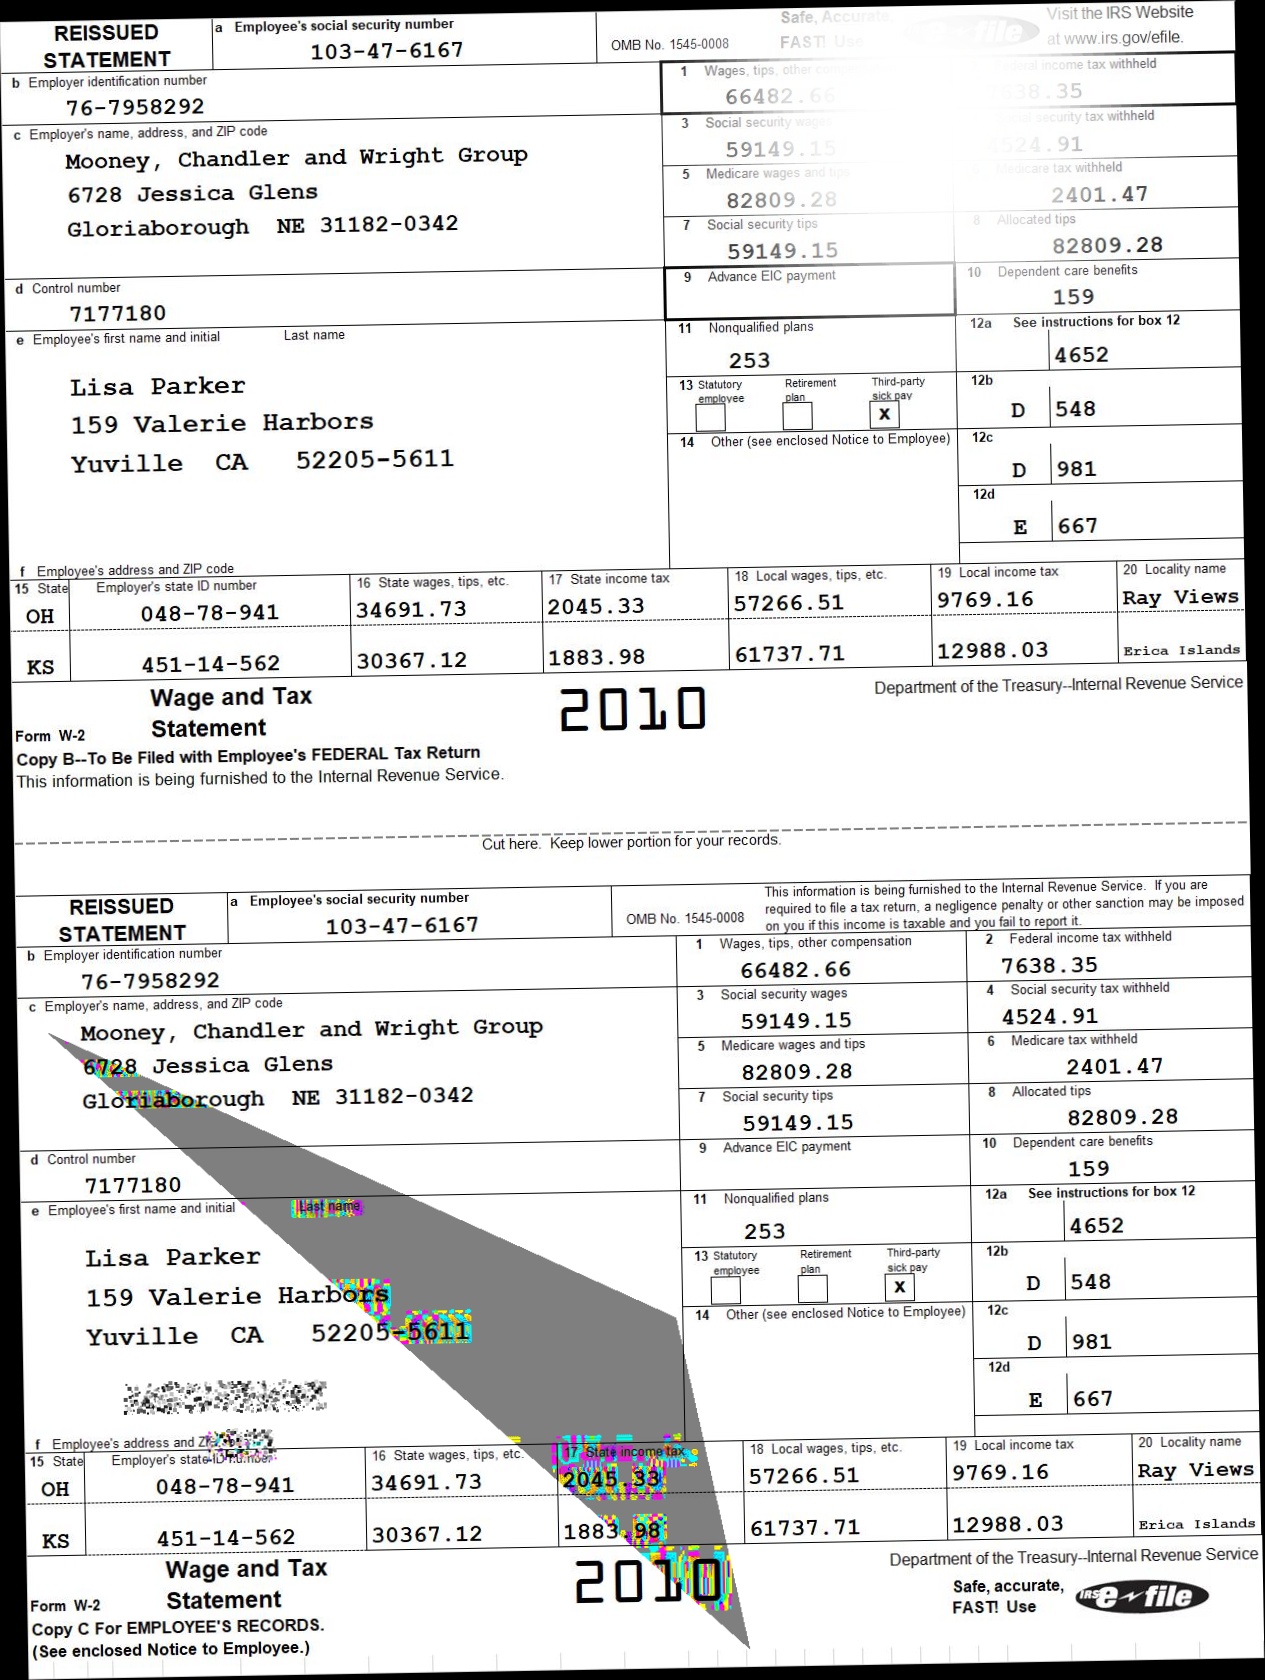 REISSUED STATEMENT
a Employee's social security number
103-47-6167
OMB No. 1545-0008
Safe, Accurate,
FAST! Use
e file
Visit the IRS Website
at www.irs.gov/efile.
b Employer identification number
76-7958292
1 Wages, tips, other
66482.66
Federal income tax withheld
638.35
c Employer's name, address, and ZIP code
Mooney, Chandler and Wright Group
6728 Jessica Glens
Gloriaborough NE 31182-0342
3 Social security wages
59149.15
security tax withheld
4524.91
5 Medicare wages and tips
82809.28
Medicare tax withheld
2401.47
7 Social security tips
59149.15
8 Allocated tips
82809.28
d Control number
7177180
9 Advance EIC payment
10 Dependent care benefits
159
e Employee's first name and initial Last name
Lisa Parker
159 Valerie Harbors
Yuville CA 52205-5611
11 Nonqualified plans
253
12a See instructions for box 12
4652
13 Statutory employee
Retirement plan
Third-party sick pay
x
12b
D 548
14 Other (see enclosed Notice to Employee)
12c
D 981
12d
E 667
f Employee's address and ZIP code
15 State Employer's state ID number 16 State wages, tips, etc. 17 State income tax 18 Local wages, tips, etc. 19 Local income tax 20 Locality name
OH 048-78-941 34691.73 2045.33 57266.51 9769.16 Ray Views
KS 451-14-562 30367.12 1883.98 61737.71 12988.03 Erica Islands
Form W-2 Wage and Tax Statement
2010
Department of the Treasury--Internal Revenue Service
Copy B--To Be Filed with Employee's FEDERAL Tax Return
This information is being furnished to the Internal Revenue Service.
Cut here. Keep lower portion for your records.
REISSUED STATEMENT
a Employee's social security number
103-47-6167
OMB No. 1545-0008
This information is being furnished to the Internal Revenue Service. If you are
required to file a tax return, a negligence penalty or other sanction may be imposed
on you if this income is taxable and you fail to report it.
b Employer identification number
76-7958292
1 Wages, tips, other compensation
66482.66
2 Federal income tax withheld
7638.35
c Employer's name, address, and ZIP code
Mooney, Chandler and Wright Group
6728 Jessica Glens
Gloriaborough NE 31182-0342
3 Social security wages
59149.15
4 Social security tax withheld
4524.91
5 Medicare wages and tips
82809.28
6 Medicare tax withheld
2401.47
7 Social security tips
59149.15
8 Allocated tips
82809.28
d Control number
7177180
9 Advance EIC payment
10 Dependent care benefits
159
e Employee's first name and initial Last name
Lisa Parker
159 Valerie Harbors
Yuville CA 52205-5611
11 Nonqualified plans
253
12a See instructions for box 12
4652
13 Statutory employee
Retirement plan
Third-party sick pay
x
12b
D 548
14 Other (see enclosed Notice to Employee)
12c
D 981
12d
E 667
f Employee's address and
15 State Employer's state ID number 16 State wages, tips, etc. 17 State income tax 18 Local wages, tips, etc. 19 Local income tax 20 Locality name
OH 048-78-941 34691.73 2045.33 57266.51 9769.16 Ray Views
KS 451-14-562 30367.12 1883.98 61737.71 12988.03 Erica Islands
Form W-2 Wage and Tax Statement
2010
Department of the Treasury--Internal Revenue Service
Safe, accurate,
FAST! Use
IRS e file
Copy C For EMPLOYEE'S RECORDS.
(See enclosed Notice to Employee.)